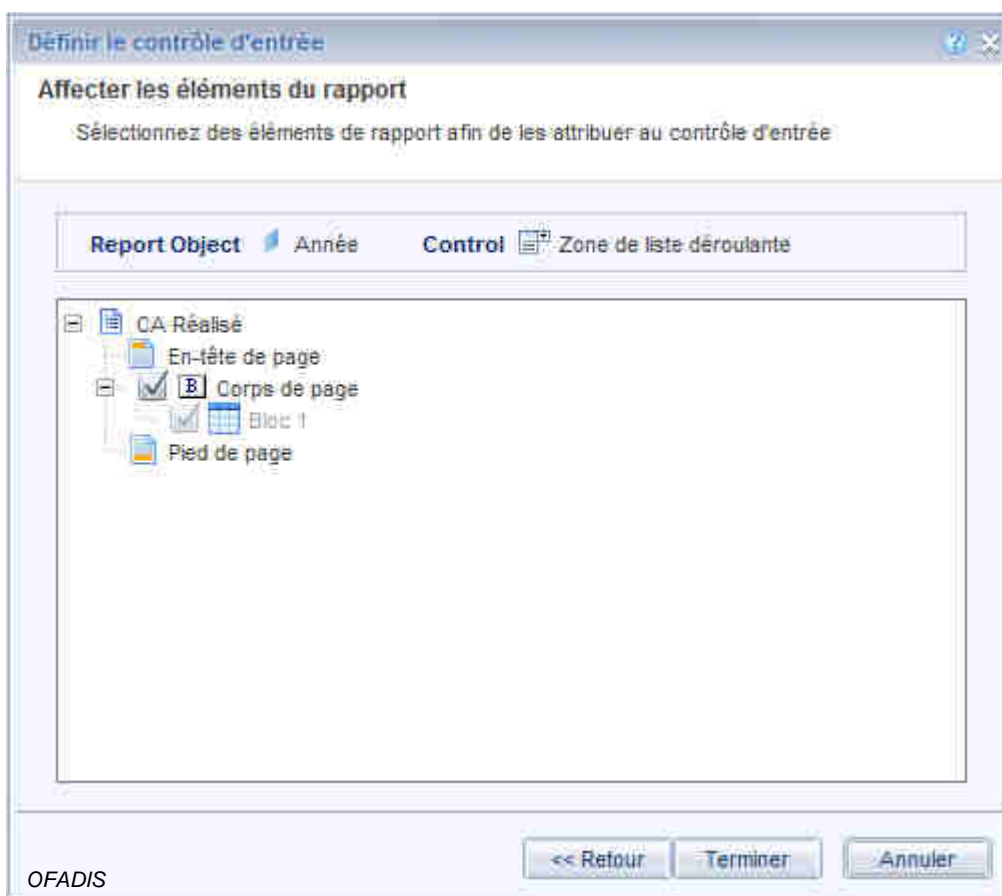 Définir le contrôle d'entrée
Affecter les éléments du rapport
Sélectionnez des éléments de rapport afin de les attribuer au contrôle d'entrée
Report Object Année Control Zone de liste déroulante
CA Réalisé
En-tête de page
B Corps de page
Bloc 1
Pied de page
<< Retour Terminer Annuler
OFADIS